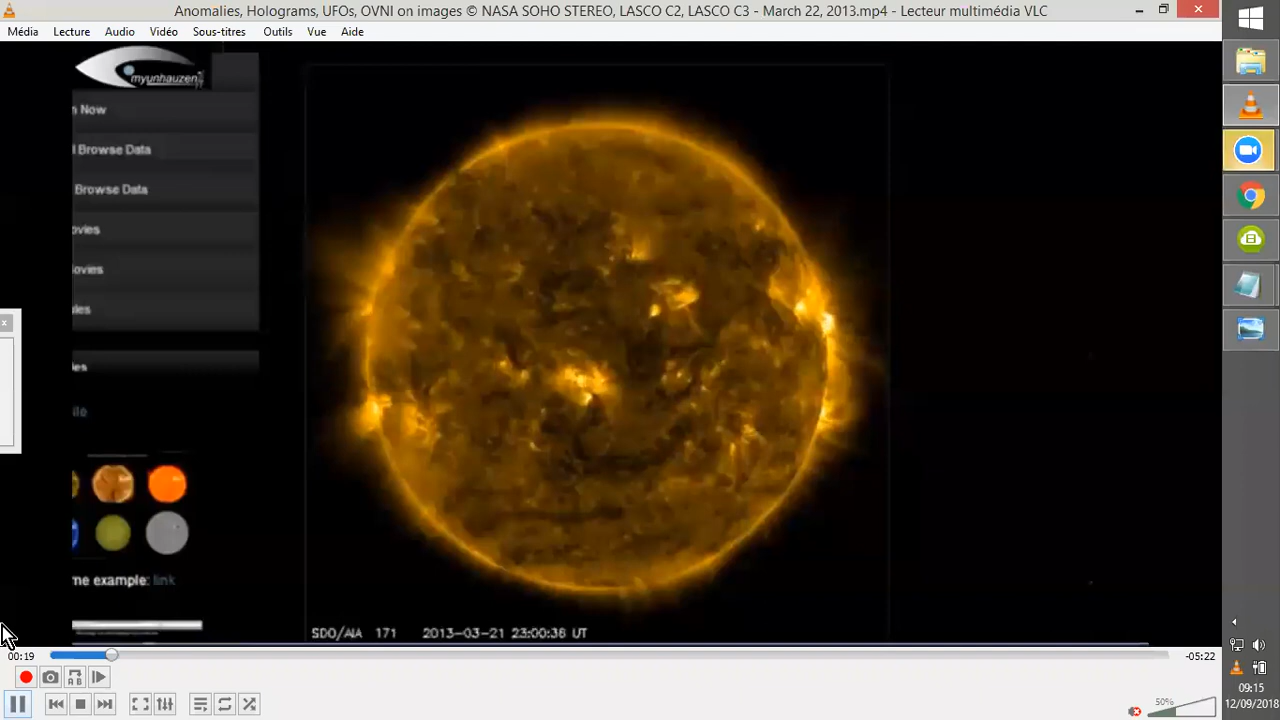 Anomalies, Holograms, UFOs, OVNI on images © NASA SOHO STEREO, LASCO C2, LASCO C3 - March 22, 2013.mp4 - Lecteur multimédia VLC
Média Lecture Audio Vidéo Sous-titres Outils Vue Aide
myunhauzen
n Now
l Browse Data
Browse Data
ovies
ovies
ules
es
ile
me example: link
SDO/AIA 171 2013-03-21 23:00:36 UT
00:19
-05:22
A B
50%
09:15
12/09/2018